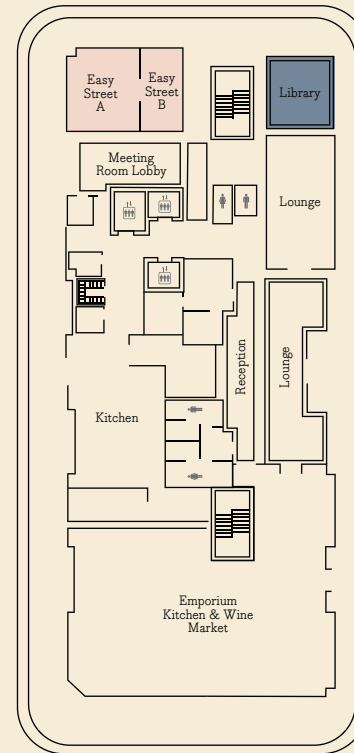 Easy
Street
A
Easy
Street
B
Library
Meeting
Room Lobby
Lounge
Reception
Lounge
Kitchen
Emporium
Kitchen & Wine
Market